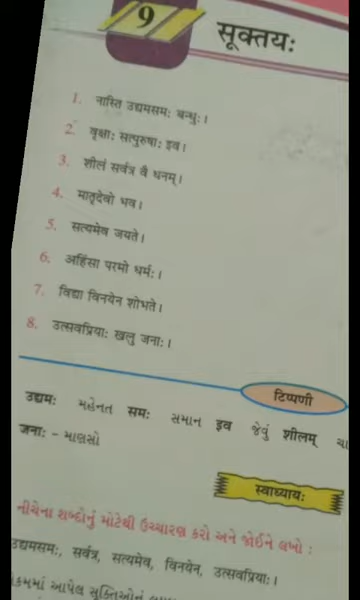 9
सूक्तयः
1. नास्ति उद्यमसमः बन्धुः।
2. वृक्षाः सत्पुरुषाः इव।
3. शीलं सर्वत्र वै धनम्।
4. मातृदेवो भव।
5. सत्यमेव जयते।
6. अहिंसा परमो धर्मः।
7. विद्या विनयेन शोभते।
8. उत्सवप्रियाः खलु जनाः।
टिप्पणी
उद्यमः મહેનત समः સમાન इव જેવું शीलम् ચા
जनाः - માણસો
स्वाध्यायः
નીચેના શબ્દોનું મોટેથી ઉચ્ચારણ કરો અને જોઈને લખો :
उद्यमसमः, सर्वत्र, सत्यमेव, विनयेन, उत्सवप्रियाः।
આપેલ સૂક્તિઓનું